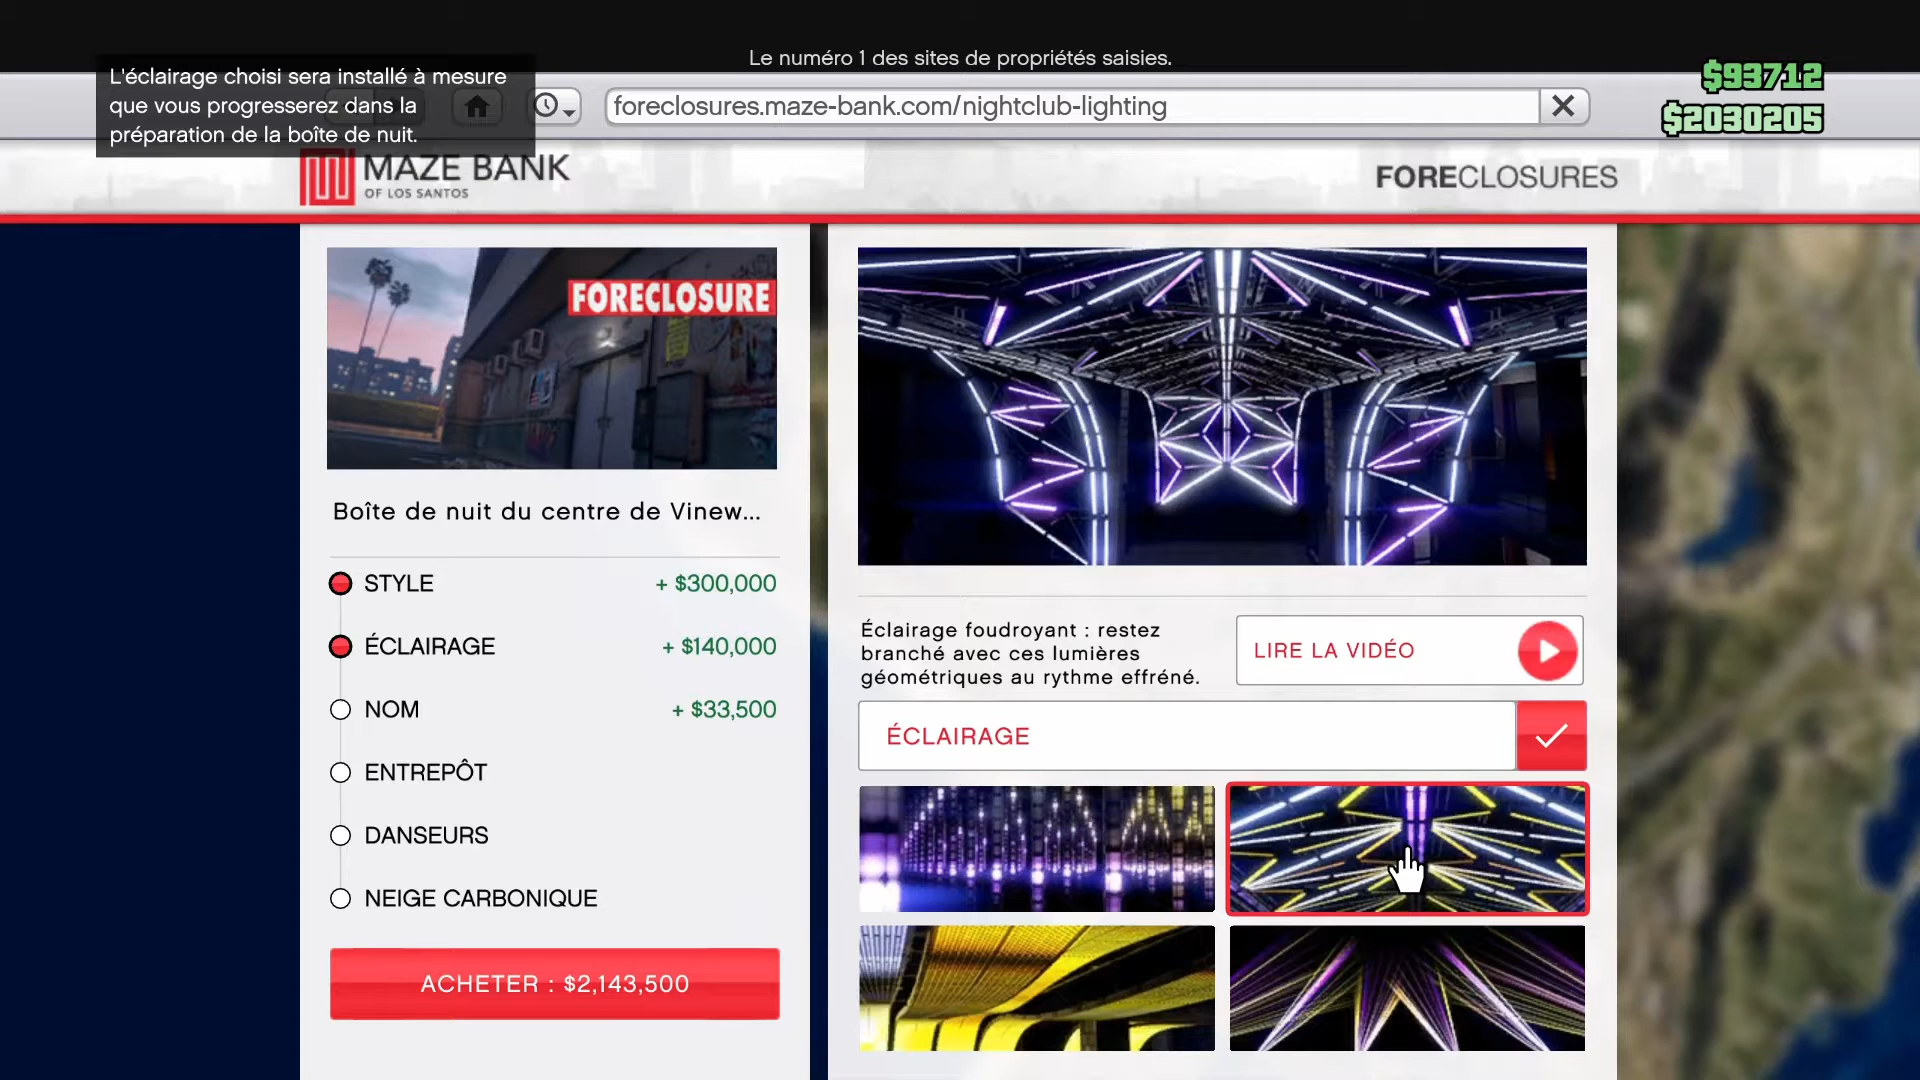 Le numéro 1 des sites de propriétés saisies.
L'éclairage choisi sera installé à mesure
que vous progresserez dans la
préparation de la boîte de nuit.
foreclosures.maze-bank.com/nightclub-lighting
$93712
$2030205
MAZE BANK
OF LOS SANTOS
FORECLOSURES
FORECLOSURE
Boîte de nuit du centre de Vinew...
STYLE + $300,000
ÉCLAIRAGE + $140,000
NOM + $33,500
ENTREPÔT
DANSEURS
NEIGE CARBONIQUE
ACHETER : $2,143,500
Éclairage foudroyant : restez
branché avec ces lumières
géométriques au rythme effréné.
LIRE LA VIDÉO
ÉCLAIRAGE